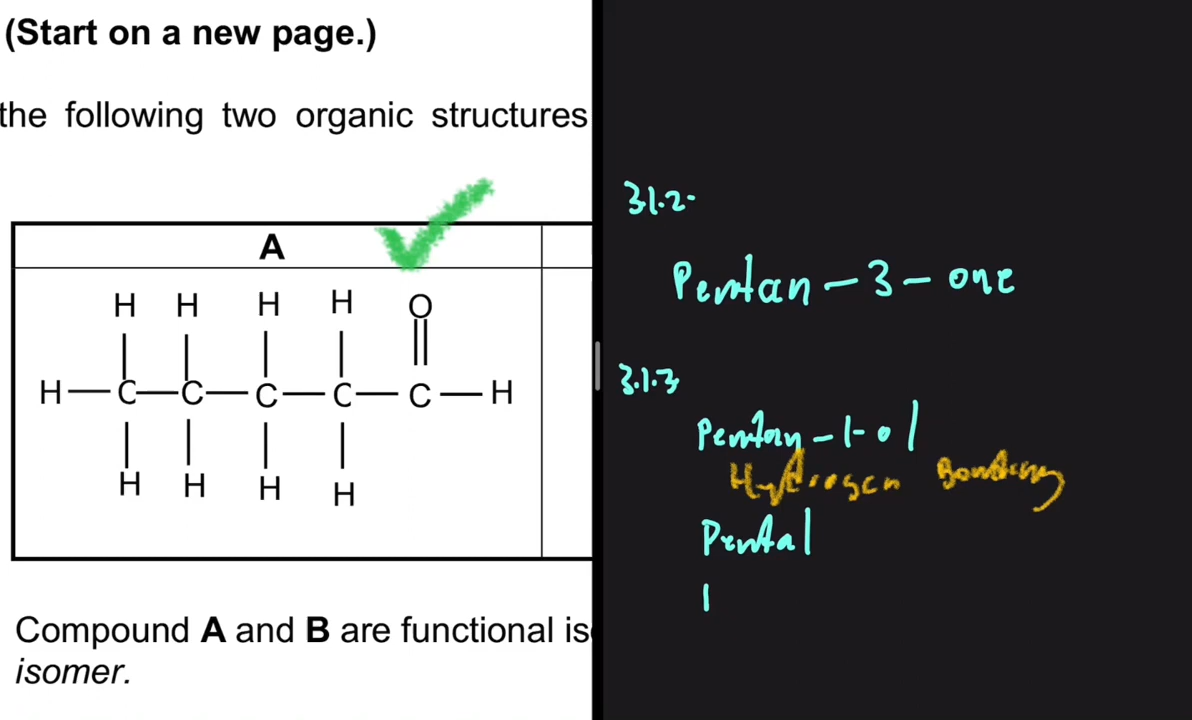 (Start on a new page.)
the following two organic structures
A
H H H H O
H—C—C—C—C—C—H
H H H H
Compound A and B are functional is
isomer.
3.1.2.
Pentan-3-one
3.1.3
Pentan-1-ol
Hydrogen Bonding
Pental